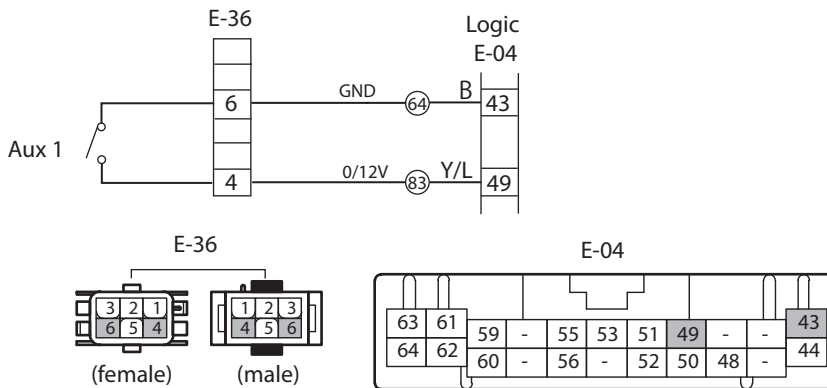 E-36
Logic
E-04
6 GND 64 B 43
Aux 1
4 0/12V 83 Y/L 49
E-36
E-04
3 2 1
6 5 4
(female)
1 2 3
4 5 6
(male)
63 61 59 - 55 53 51 49 - - 43
64 62 60 - 56 - 52 50 48 - 44